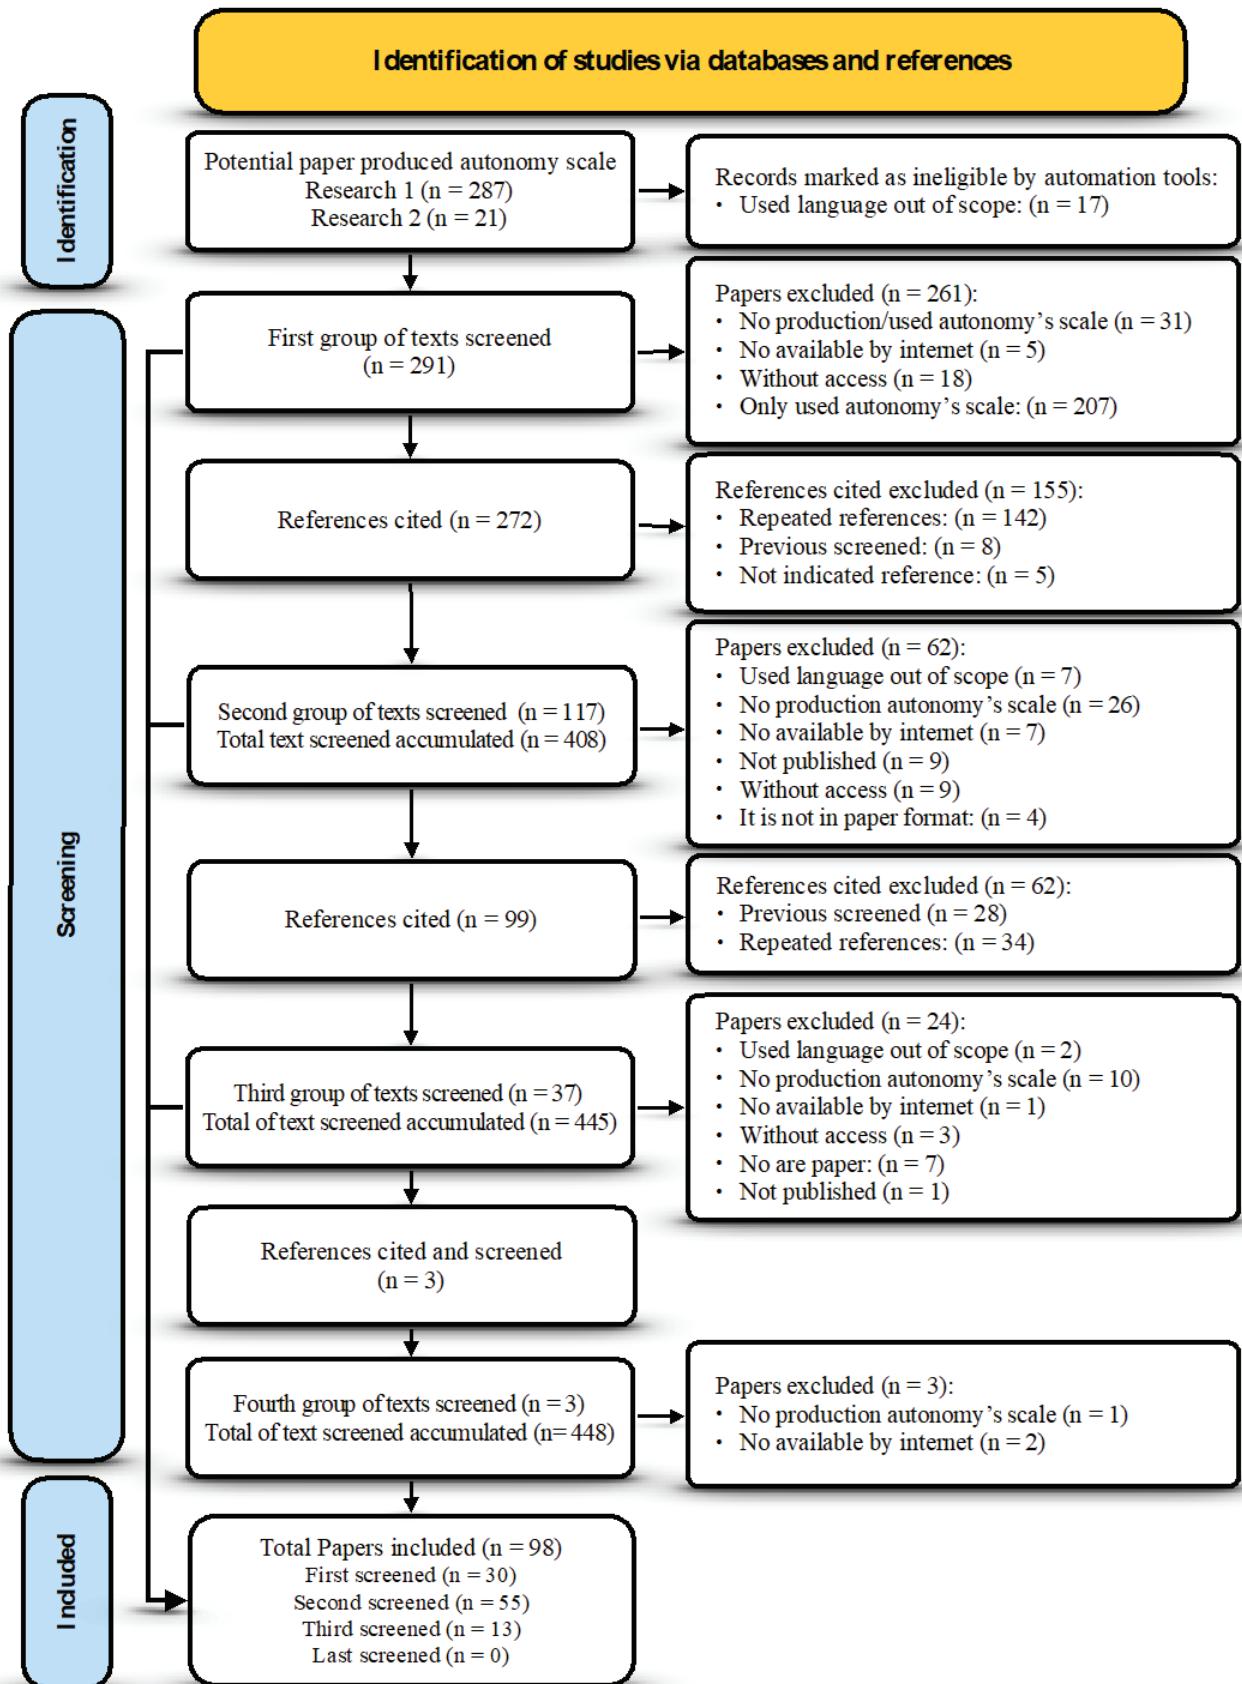 Identification of studies via databases and references
Identification
Potential paper produced autonomy scale
Research 1 (n = 287)
Research 2 (n = 21)
Records marked as ineligible by automation tools:
• Used language out of scope: (n = 17)
Screening
First group of texts screened
(n = 291)
Papers excluded (n = 261):
• No production/used autonomy’s scale (n = 31)
• No available by internet (n = 5)
• Without access (n = 18)
• Only used autonomy’s scale: (n = 207)
References cited (n = 272)
References cited excluded (n = 155):
• Repeated references: (n = 142)
• Previous screened: (n = 8)
• Not indicated reference: (n = 5)
Second group of texts screened (n = 117)
Total text screened accumulated (n = 408)
Papers excluded (n = 62):
• Used language out of scope (n = 7)
• No production autonomy’s scale (n = 26)
• No available by internet (n = 7)
• Not published (n = 9)
• Without access (n = 9)
• It is not in paper format: (n = 4)
References cited (n = 99)
References cited excluded (n = 62):
• Previous screened (n = 28)
• Repeated references: (n = 34)
Third group of texts screened (n = 37)
Total of text screened accumulated (n = 445)
Papers excluded (n = 24):
• Used language out of scope (n = 2)
• No production autonomy’s scale (n = 10)
• No available by internet (n = 1)
• Without access (n = 3)
• No are paper: (n = 7)
• Not published (n = 1)
References cited and screened
(n = 3)
Fourth group of texts screened (n = 3)
Total of text screened accumulated (n= 448)
Papers excluded (n = 3):
• No production autonomy’s scale (n = 1)
• No available by internet (n = 2)
Included
Total Papers included (n = 98)
First screened (n = 30)
Second screened (n = 55)
Third screened (n = 13)
Last screened (n = 0)